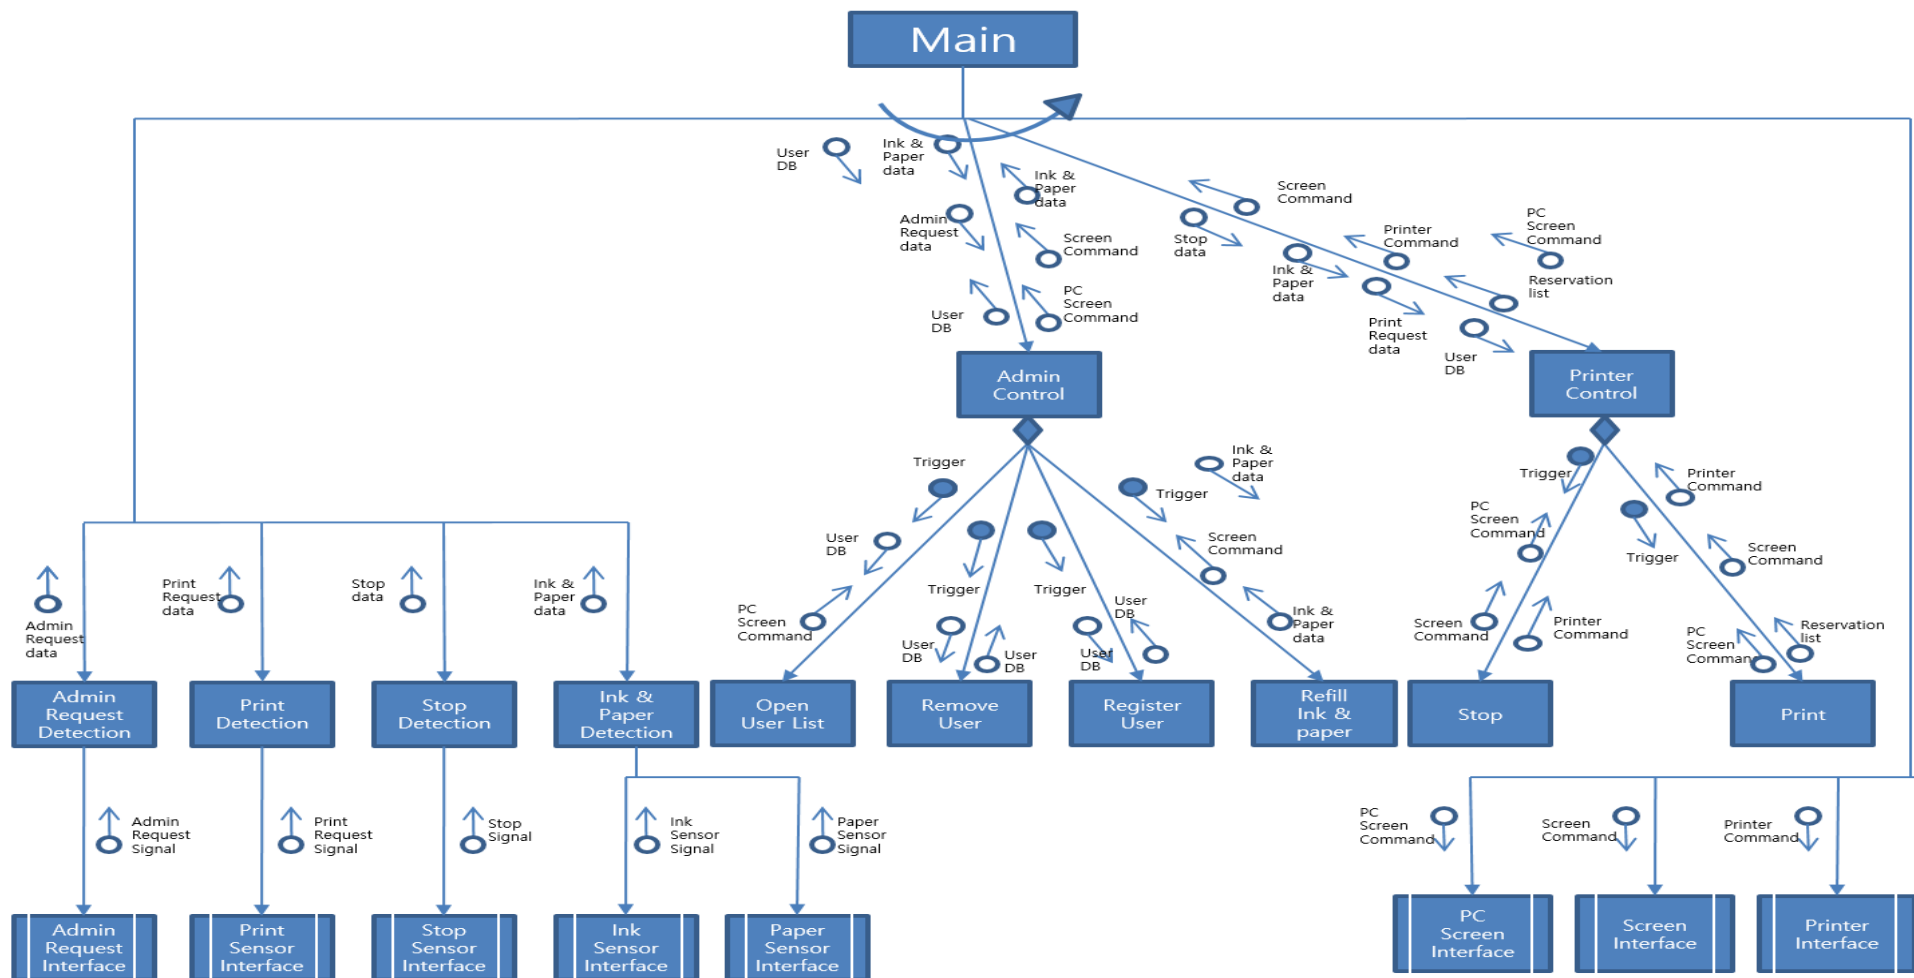 Main
User
DB
Ink &
Paper
data
Ink &
Paper
data
Admin
Request
data
Screen
Command
User
DB
PC
Screen
Command
Screen
Command
Stop
data
Printer
Command
PC
Screen
Command
Ink &
Paper
data
Reservation
list
Print
Request
data
User
DB
Admin
Control
Printer
Control
Trigger
User
DB
PC
Screen
Command
Trigger
User
DB
User
DB
Trigger
User
DB
User
DB
Trigger
Ink &
Paper
data
Screen
Command
Ink &
Paper
data
Trigger
PC
Screen
Command
Screen
Command
Printer
Command
Trigger
Printer
Command
Screen
Command
PC
Screen
Command
Reservation
list
Admin
Request
data
Print
Request
data
Stop
data
Ink &
Paper
data
Admin
Request
Detection
Print
Detection
Stop
Detection
Ink &
Paper
Detection
Open
User List
Remove
User
Register
User
Refill
Ink &
paper
Stop
Print
Admin
Request
Signal
Print
Request
Signal
Stop
Signal
Ink
Sensor
Signal
Paper
Sensor
Signal
PC
Screen
Command
Screen
Command
Printer
Command
Admin
Request
Interface
Print
Sensor
Interface
Stop
Sensor
Interface
Ink
Sensor
Interface
Paper
Sensor
Interface
PC
Screen
Interface
Screen
Interface
Printer
Interface